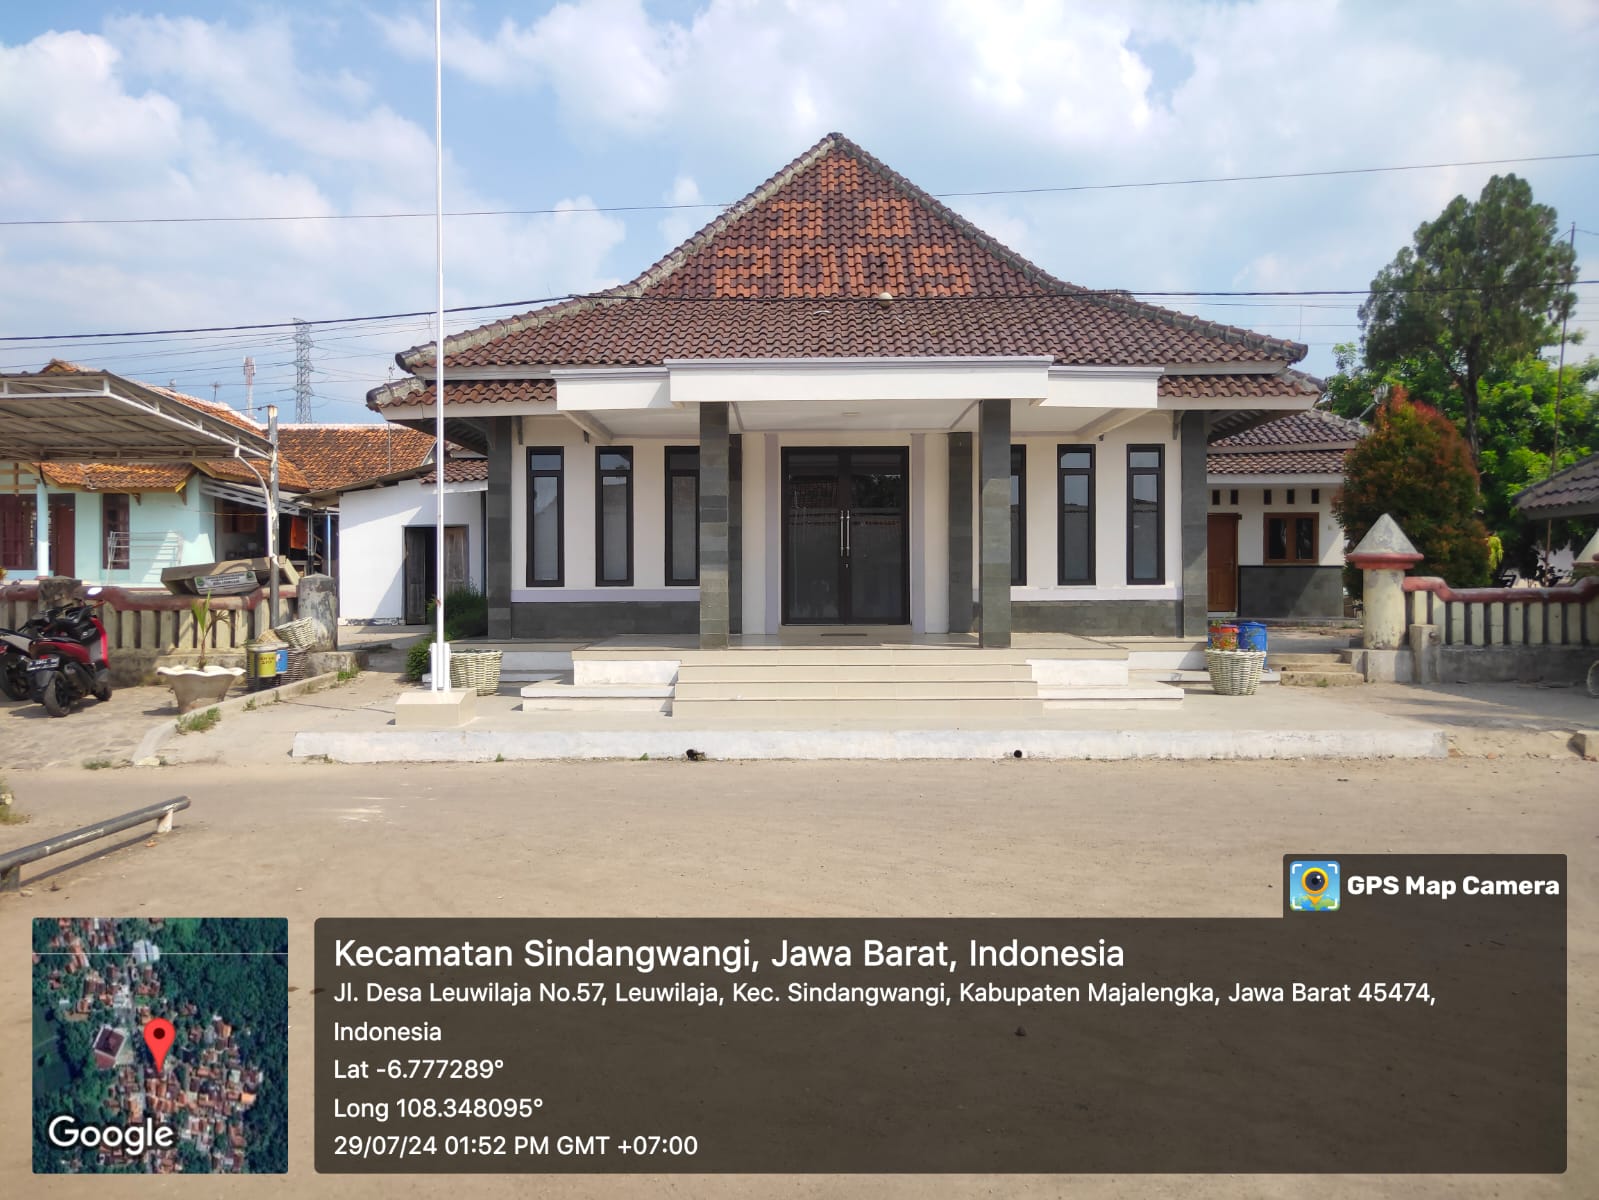 GPS Map Camera
Kecamatan Sindangwangi, Jawa Barat, Indonesia
Jl. Desa Leuwilaja No.57, Leuwilaja, Kec. Sindangwangi, Kabupaten Majalengka, Jawa Barat 45474,
Indonesia
Lat -6.777289°
Long 108.348095°
29/07/24 01:52 PM GMT +07:00
Google